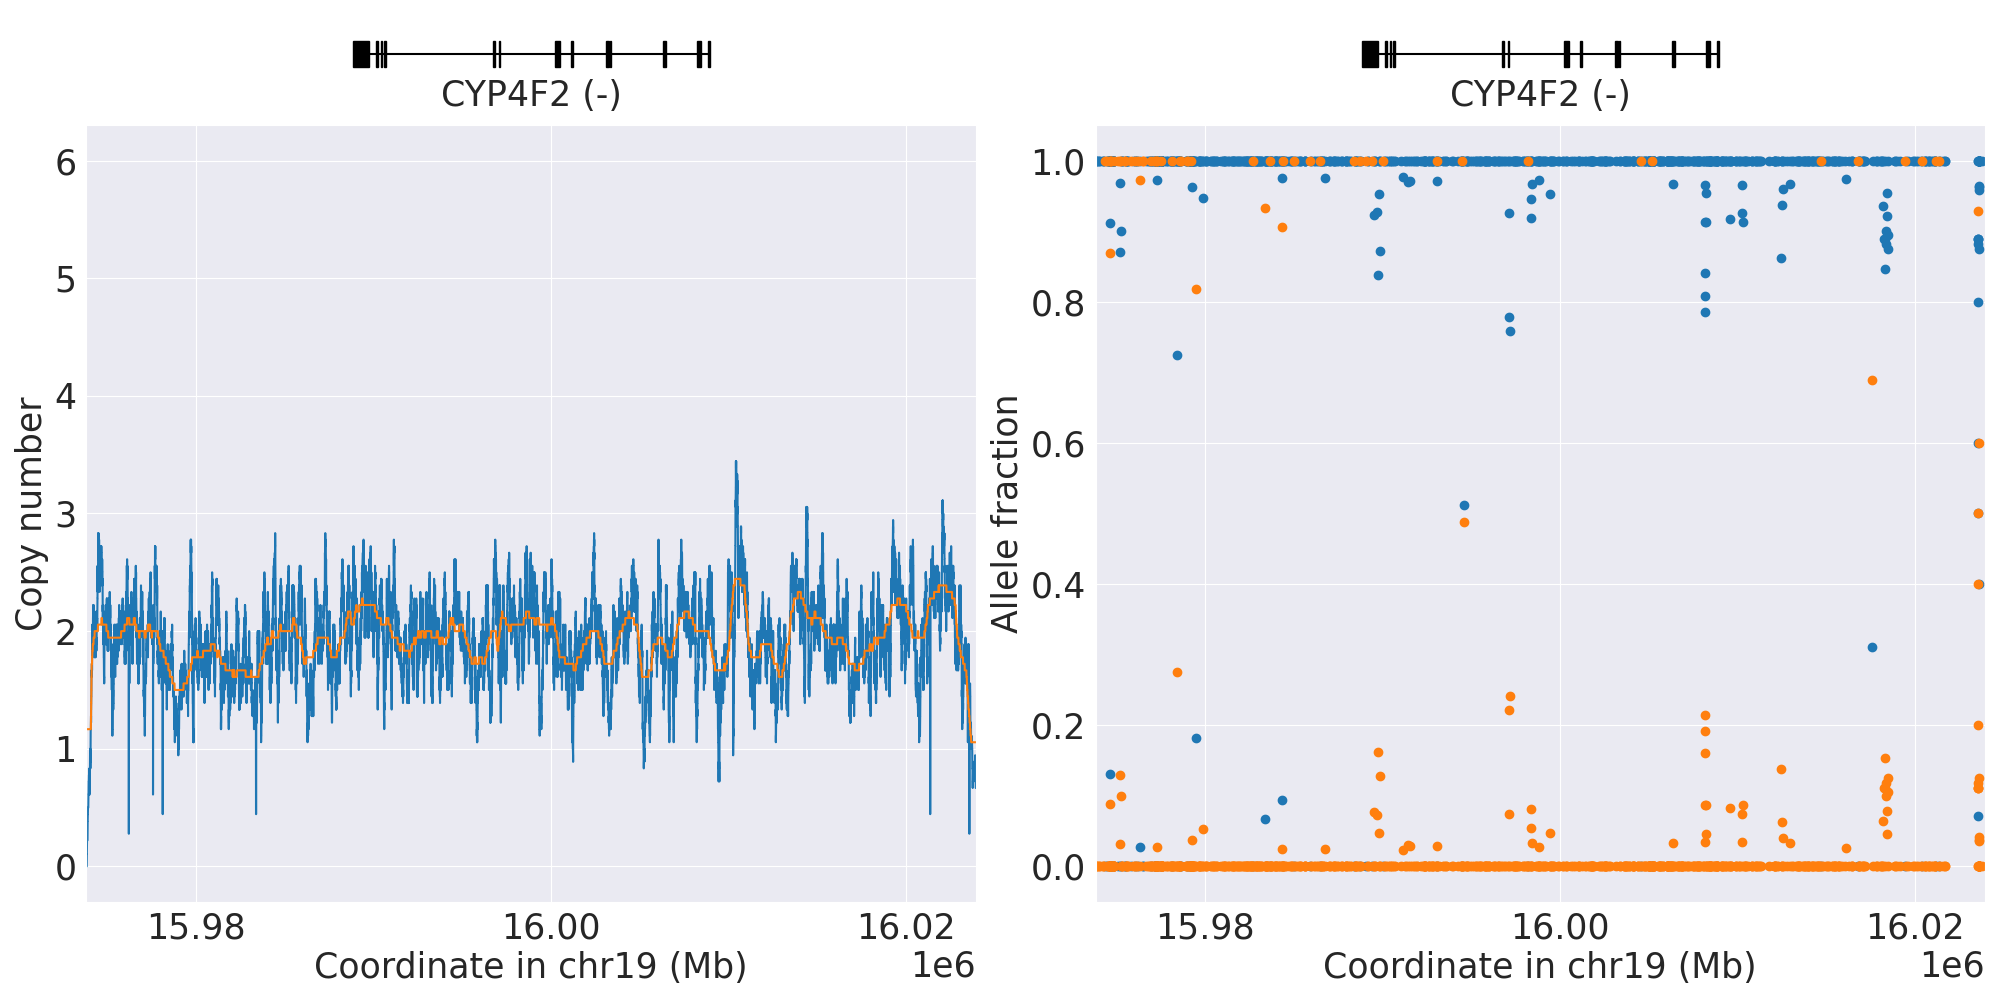 CYP4F2 (-)
6
5
4
3
2
1
0
Copy number
15.98
16.00
16.02
Coordinate in chr19 (Mb)
1e6
CYP4F2 (-)
1.0
0.8
0.6
0.4
0.2
0.0
Allele fraction
15.98
16.00
16.02
Coordinate in chr19 (Mb)
1e6